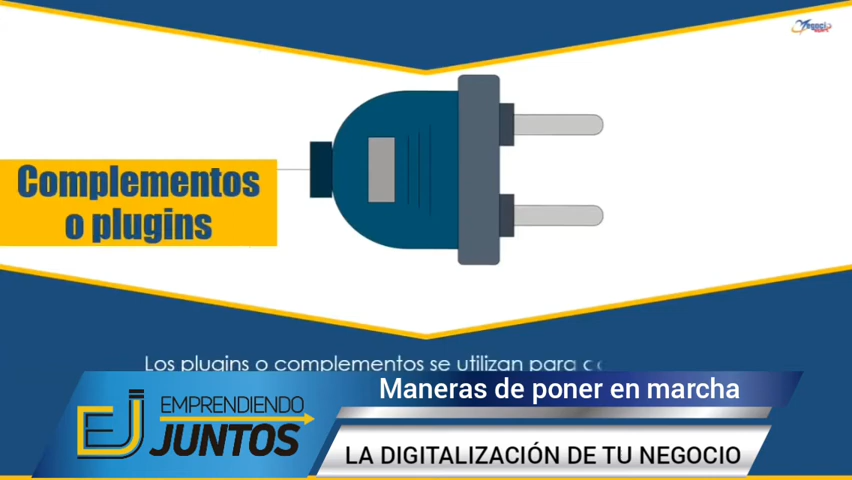 Complementos
o plugins
Los plugins o complementos se utilizan para
Maneras de poner en marcha
EMPRENDIENDO
JUNTOS
EJ
LA DIGITALIZACIÓN DE TU NEGOCIO